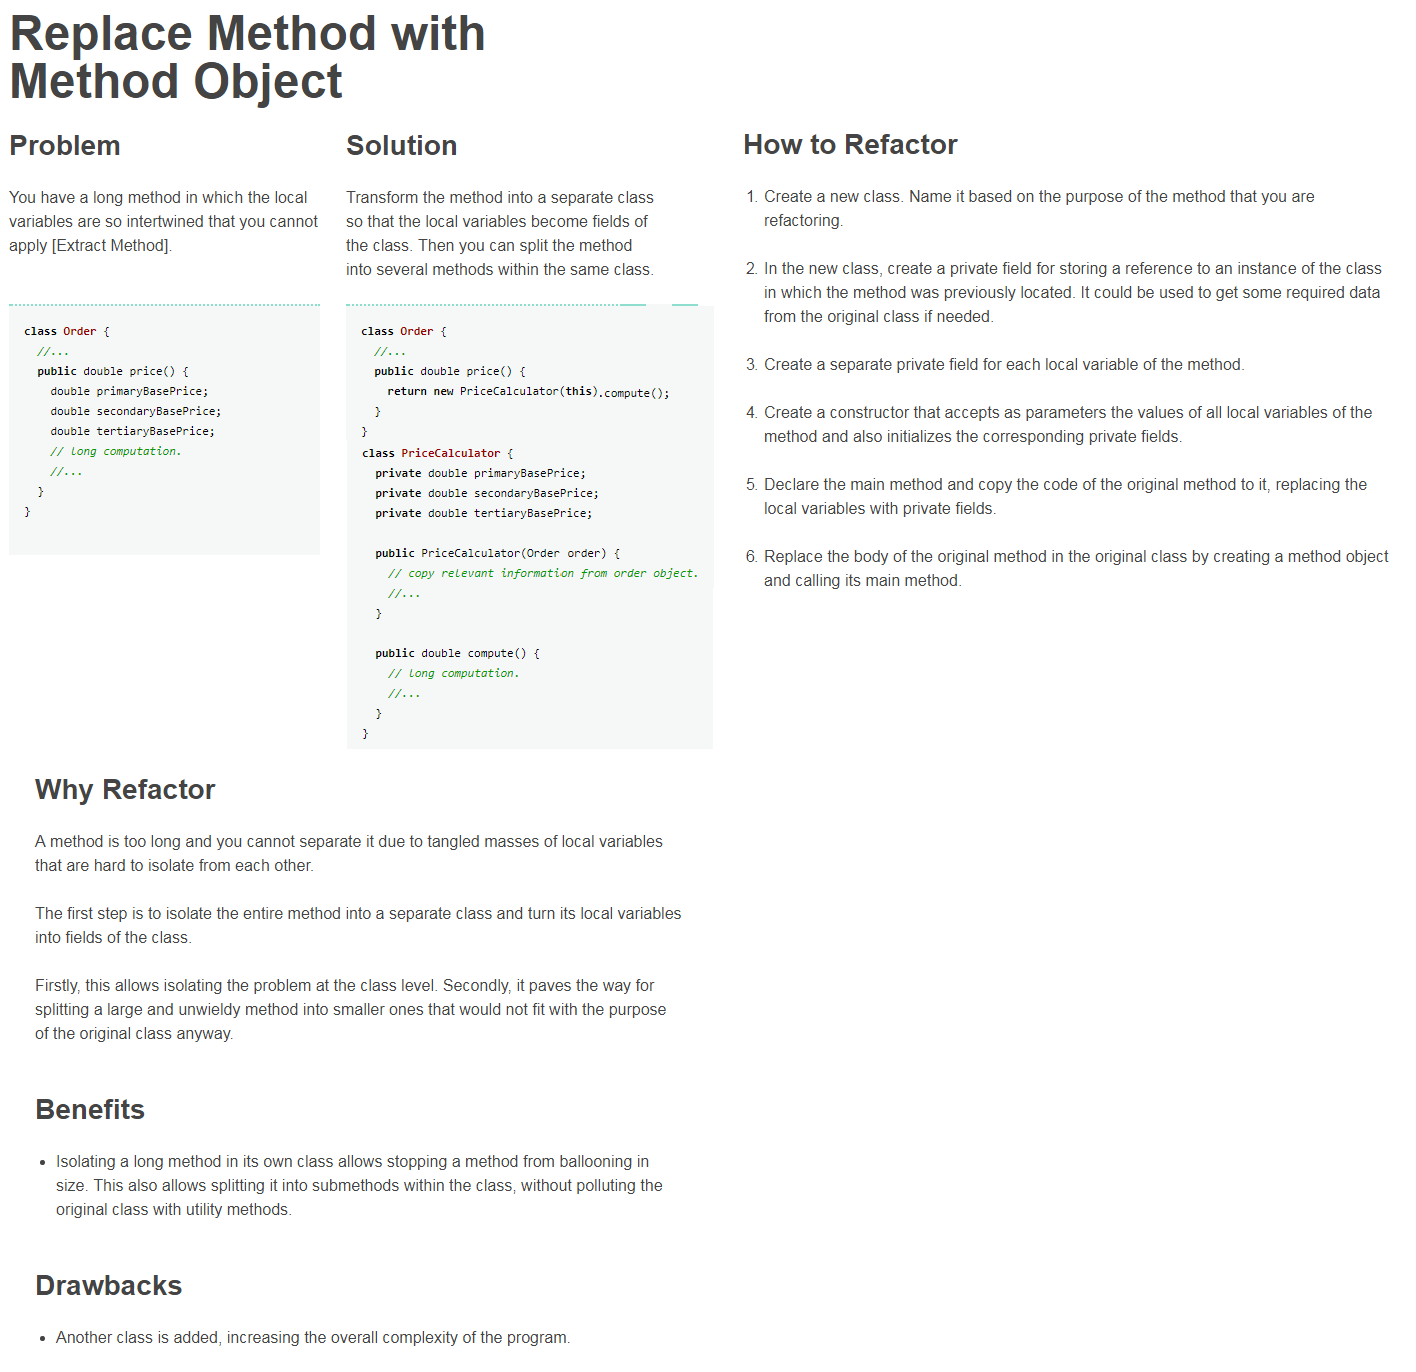 Replace Method with
Method Object
Problem
You have a long method in which the local
variables are so intertwined that you cannot
apply [Extract Method].
class Order {
  //...
  public double price() {
    double primaryBasePrice;
    double secondaryBasePrice;
    double tertiaryBasePrice;
    // long computation.
    //...
  }
}
Solution
Transform the method into a separate class
so that the local variables become fields of
the class. Then you can split the method
into several methods within the same class.
class Order {
  //...
  public double price() {
    return new PriceCalculator(this).compute();
  }
}
class PriceCalculator {
  private double primaryBasePrice;
  private double secondaryBasePrice;
  private double tertiaryBasePrice;

  public PriceCalculator(Order order) {
    // copy relevant information from order object.
    //...
  }

  public double compute() {
    // long computation.
    //...
  }
}
How to Refactor
1. Create a new class. Name it based on the purpose of the method that you are
refactoring.
2. In the new class, create a private field for storing a reference to an instance of the class
in which the method was previously located. It could be used to get some required data
from the original class if needed.
3. Create a separate private field for each local variable of the method.
4. Create a constructor that accepts as parameters the values of all local variables of the
method and also initializes the corresponding private fields.
5. Declare the main method and copy the code of the original method to it, replacing the
local variables with private fields.
6. Replace the body of the original method in the original class by creating a method object
and calling its main method.
Why Refactor
A method is too long and you cannot separate it due to tangled masses of local variables
that are hard to isolate from each other.
The first step is to isolate the entire method into a separate class and turn its local variables
into fields of the class.
Firstly, this allows isolating the problem at the class level. Secondly, it paves the way for
splitting a large and unwieldy method into smaller ones that would not fit with the purpose
of the original class anyway.
Benefits
• Isolating a long method in its own class allows stopping a method from ballooning in
size. This also allows splitting it into submethods within the class, without polluting the
original class with utility methods.
Drawbacks
• Another class is added, increasing the overall complexity of the program.